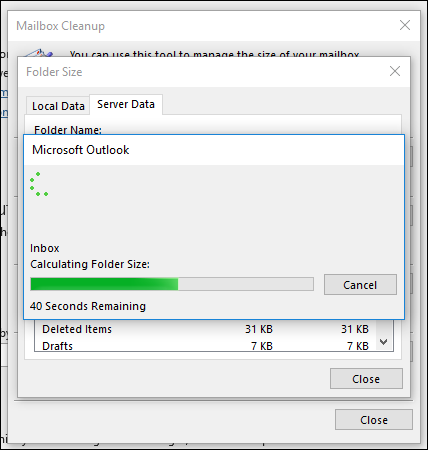 Mailbox Cleanup
You can use this tool to manage the size of your mailbox.
Folder Size
Local Data
Server Data
Folder Name:
Microsoft Outlook
Inbox
Calculating Folder Size:
Cancel
40 Seconds Remaining
Deleted Items 31 KB 31 KB
Drafts 7 KB 7 KB
Close
Close